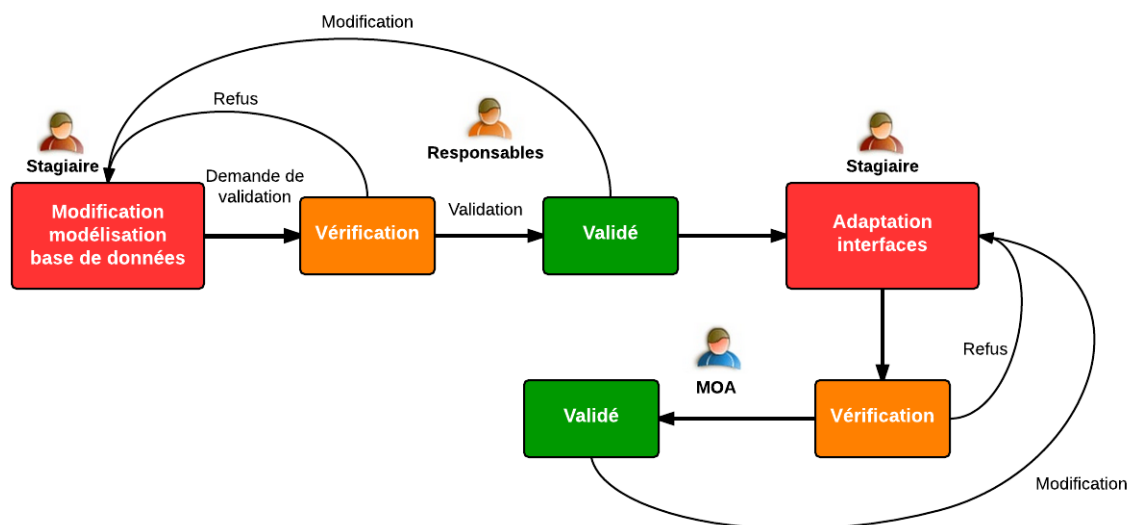 Modification
Refus
Stagiaire
Responsables
Stagiaire
Demande de
validation
Modification
modélisation
base de données
Vérification
Validation
Validé
Adaptation
interfaces
Refus
MOA
Validé
Vérification
Modification